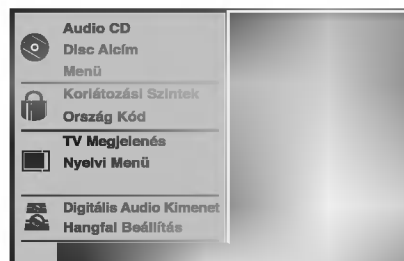 Audio CD
Disc Alcím
Menü
Korlátozási Szintek
Ország Kód
TV Megjelenés
Nyelvi Menü
Digitális Audio Kimenet
Hangfal Beállítás